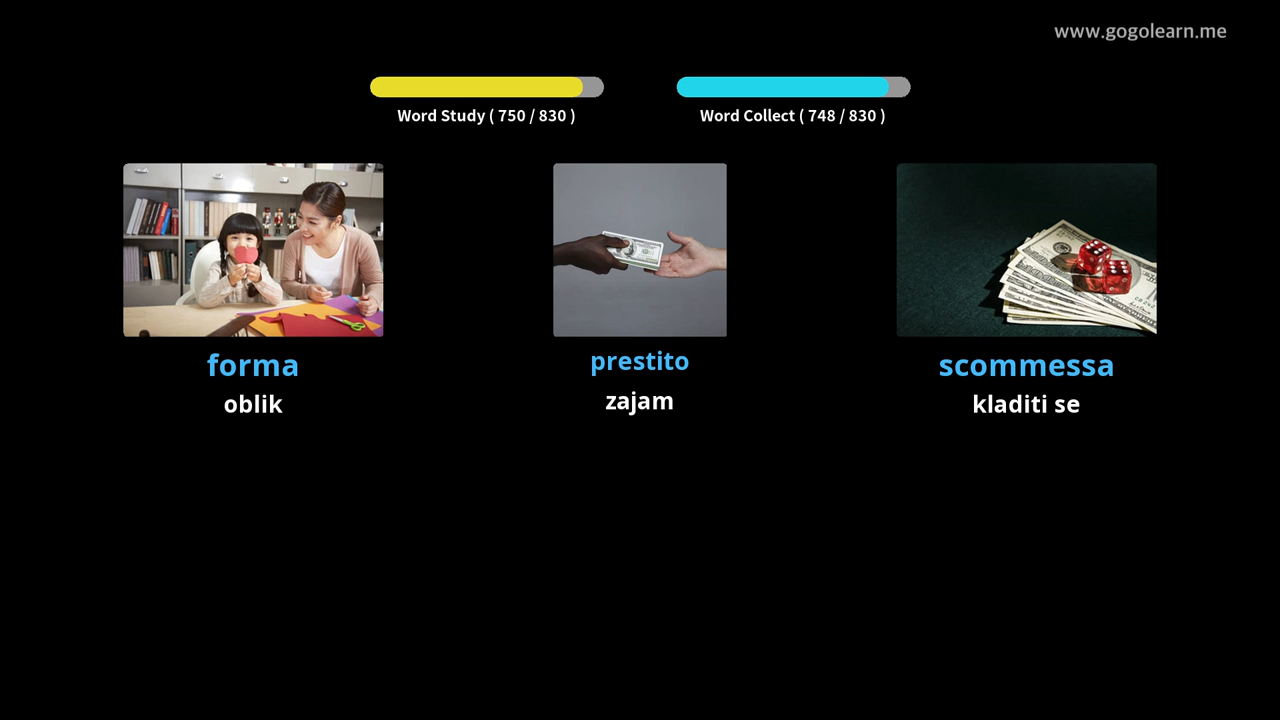 www.gogolearn.me
Word Study ( 750 / 830 )
Word Collect ( 748 / 830 )
forma
oblik
prestito
zajam
scommessa
kladiti se